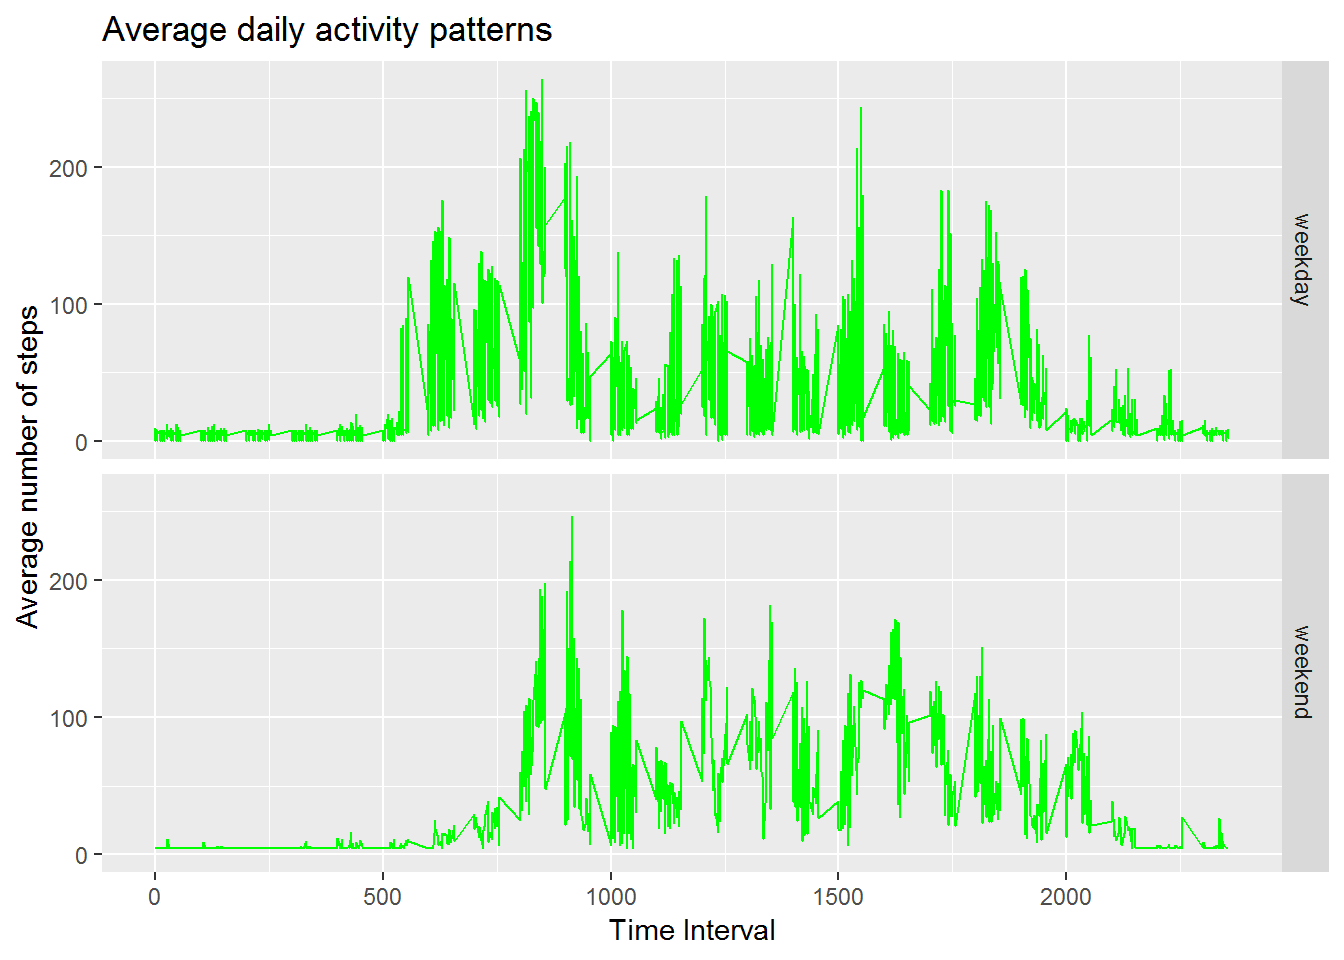 Average daily activity patterns
Average number of steps
200
100
0
weekday
200
100
0
weekend
0 500 1000 1500 2000
Time Interval